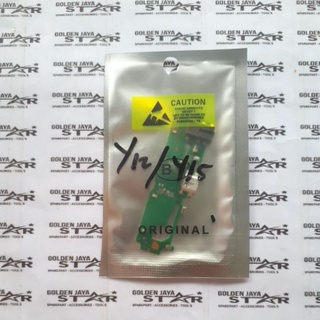 GOLDEN JAYA
STAR
SPAREPART - ACCESSORIES - TOOLS
CAUTION
Y12/Y15
B
ORIGINAL